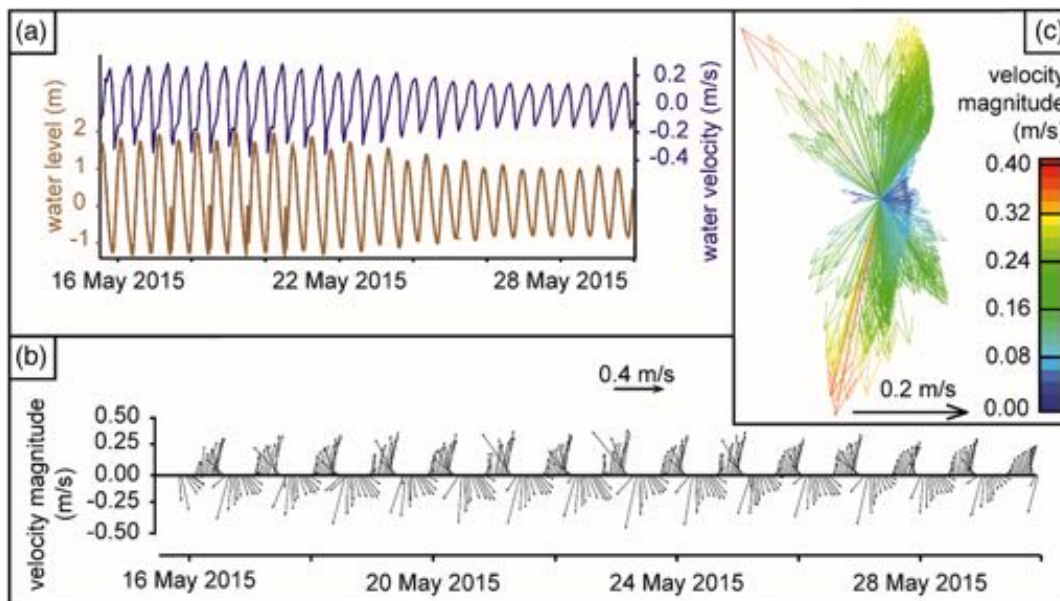 (a)
water level (m)
2
1
0
-1
16 May 2015
22 May 2015
28 May 2015
0.2
0.0
-0.2
-0.4
water velocity (m/s)
(b)
velocity magnitude
(m/s)
0.50
0.25
0.00
-0.25
-0.50
0.4 m/s
16 May 2015
20 May 2015
24 May 2015
28 May 2015
(c)
velocity
magnitude
(m/s)
0.40
0.32
0.24
0.16
0.08
0.00
0.2 m/s